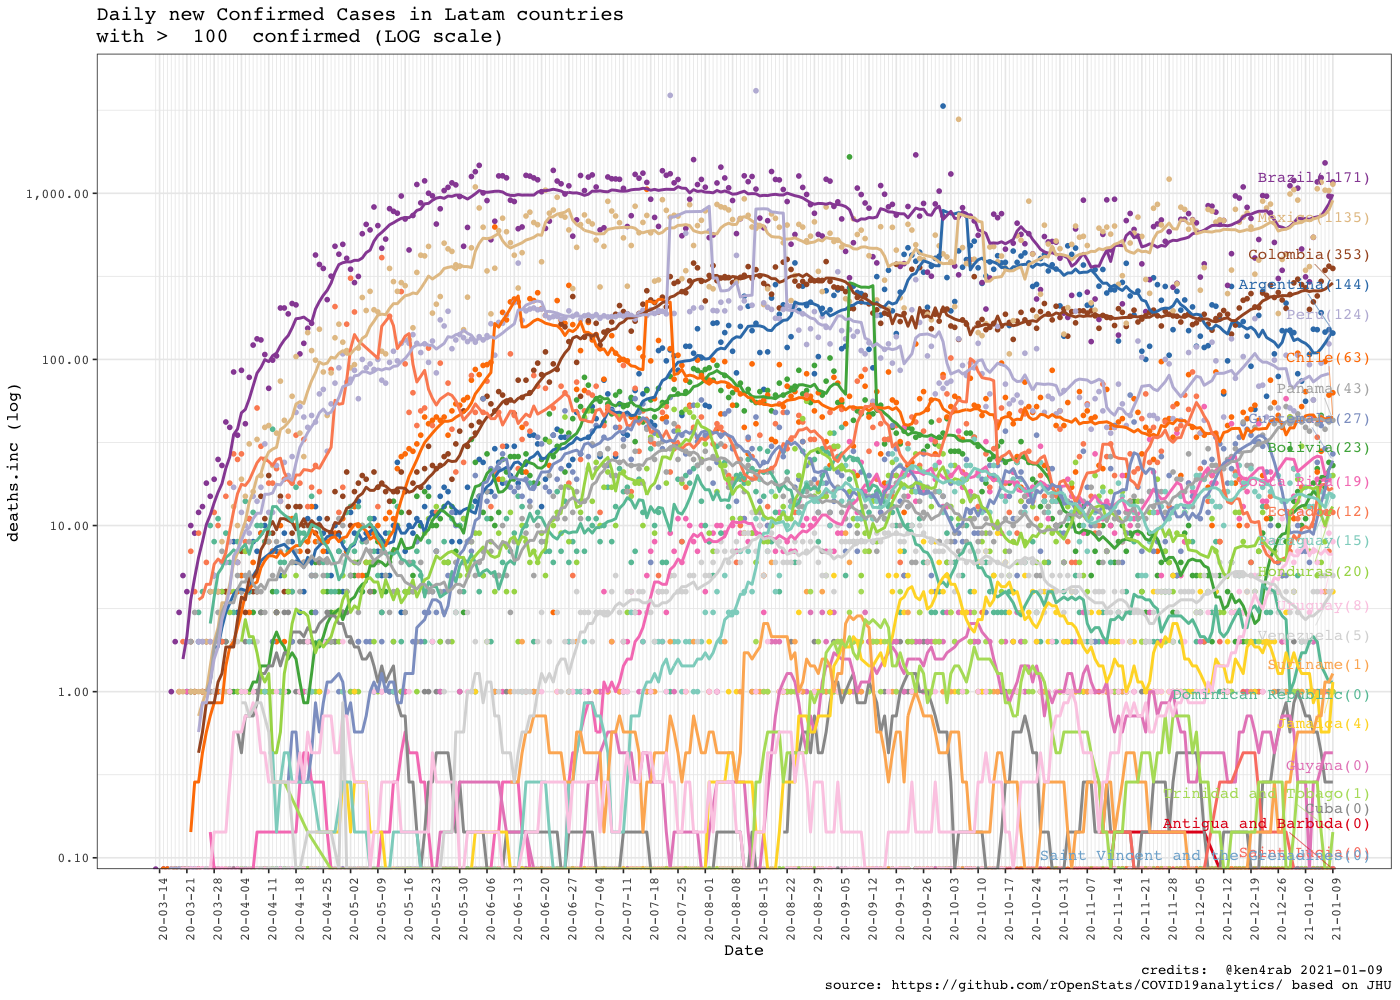 Daily new Confirmed Cases in Latam countries
with >  100  confirmed (LOG scale)
deaths.inc (log)
1,000.00
100.00
10.00
1.00
0.10
Brazil(1171)
Mexico(1135)
Colombia(353)
Argentina(144)
Peru(124)
Chile(63)
Panama(43)
Guatemala(27)
Bolivia(23)
Costa Rica(19)
Ecuador(12)
Paraguay(15)
Honduras(20)
Uruguay(8)
Venezuela(5)
Suriname(1)
Dominican Republic(0)
Jamaica(4)
Guyana(0)
Trinidad and Tobago(1)
Cuba(0)
Antigua and Barbuda(0)
Saint Lucia(0)
Saint Vincent and the Grenadines(0)
20-03-14
20-03-21
20-03-28
20-04-04
20-04-11
20-04-18
20-04-25
20-05-02
20-05-09
20-05-16
20-05-23
20-05-30
20-06-06
20-06-13
20-06-20
20-06-27
20-07-04
20-07-11
20-07-18
20-07-25
20-08-01
20-08-08
20-08-15
20-08-22
20-08-29
20-09-05
20-09-12
20-09-19
20-09-26
20-10-03
20-10-10
20-10-17
20-10-24
20-10-31
20-11-07
20-11-14
20-11-21
20-11-28
20-12-05
20-12-12
20-12-19
20-12-26
21-01-02
21-01-09
Date
credits:  @ken4rab 2021-01-09
source: https://github.com/rOpenStats/COVID19analytics/ based on JHU